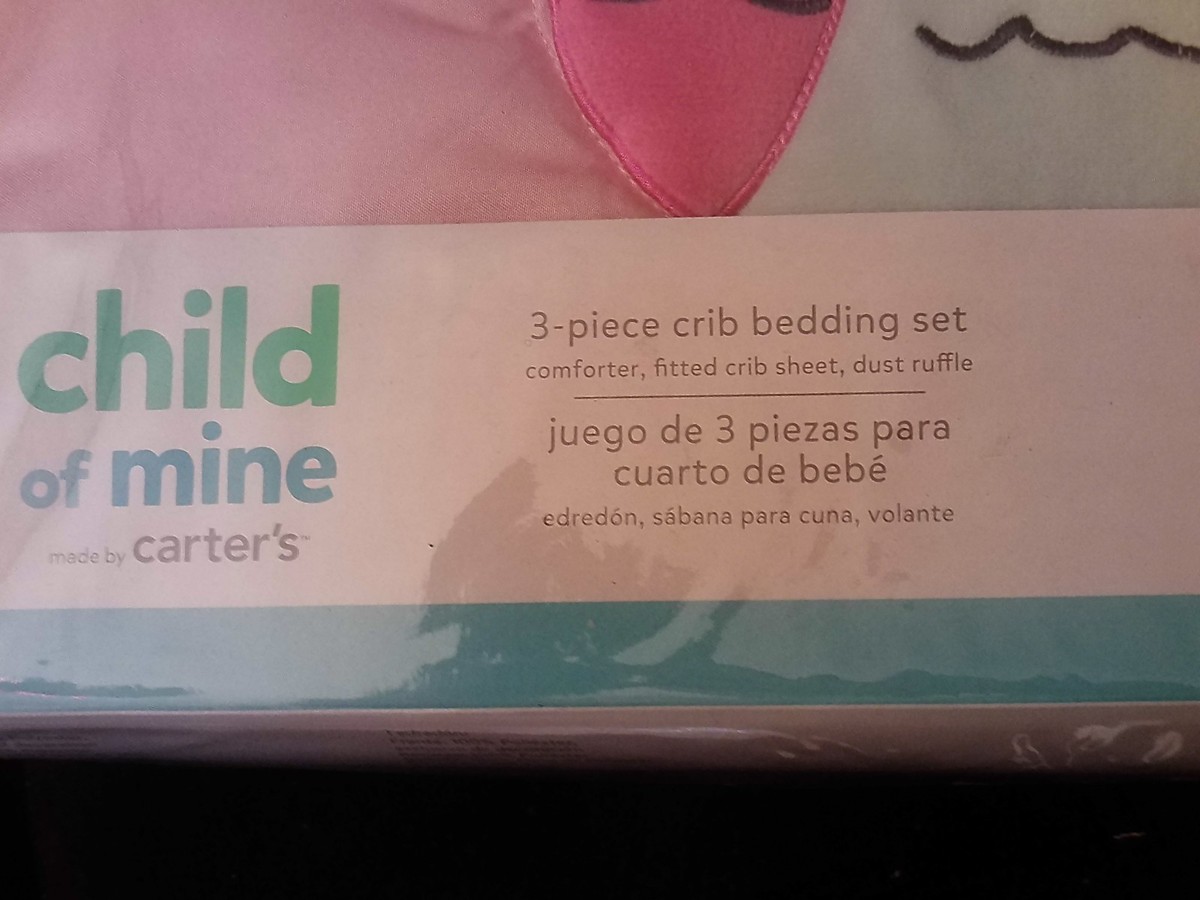 child
of mine
made by carter's™
3-piece crib bedding set
comforter, fitted crib sheet, dust ruffle
juego de 3 piezas para
cuarto de bebé
edredón, sábana para cuna, volante